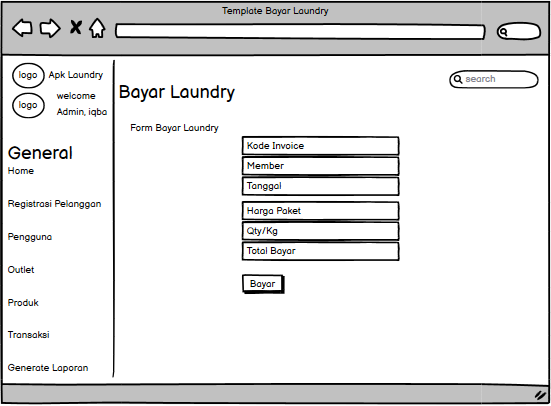 Template Bayar Laundry
logo
Apk Laundry
logo
welcome
Admin, iqba
search
Bayar Laundry
Form Bayar Laundry
General
Home
Registrasi Pelanggan
Pengguna
Outlet
Produk
Transaksi
Generate Laporan
Kode Invoice
Member
Tanggal
Harga Paket
Qty/Kg
Total Bayar
Bayar